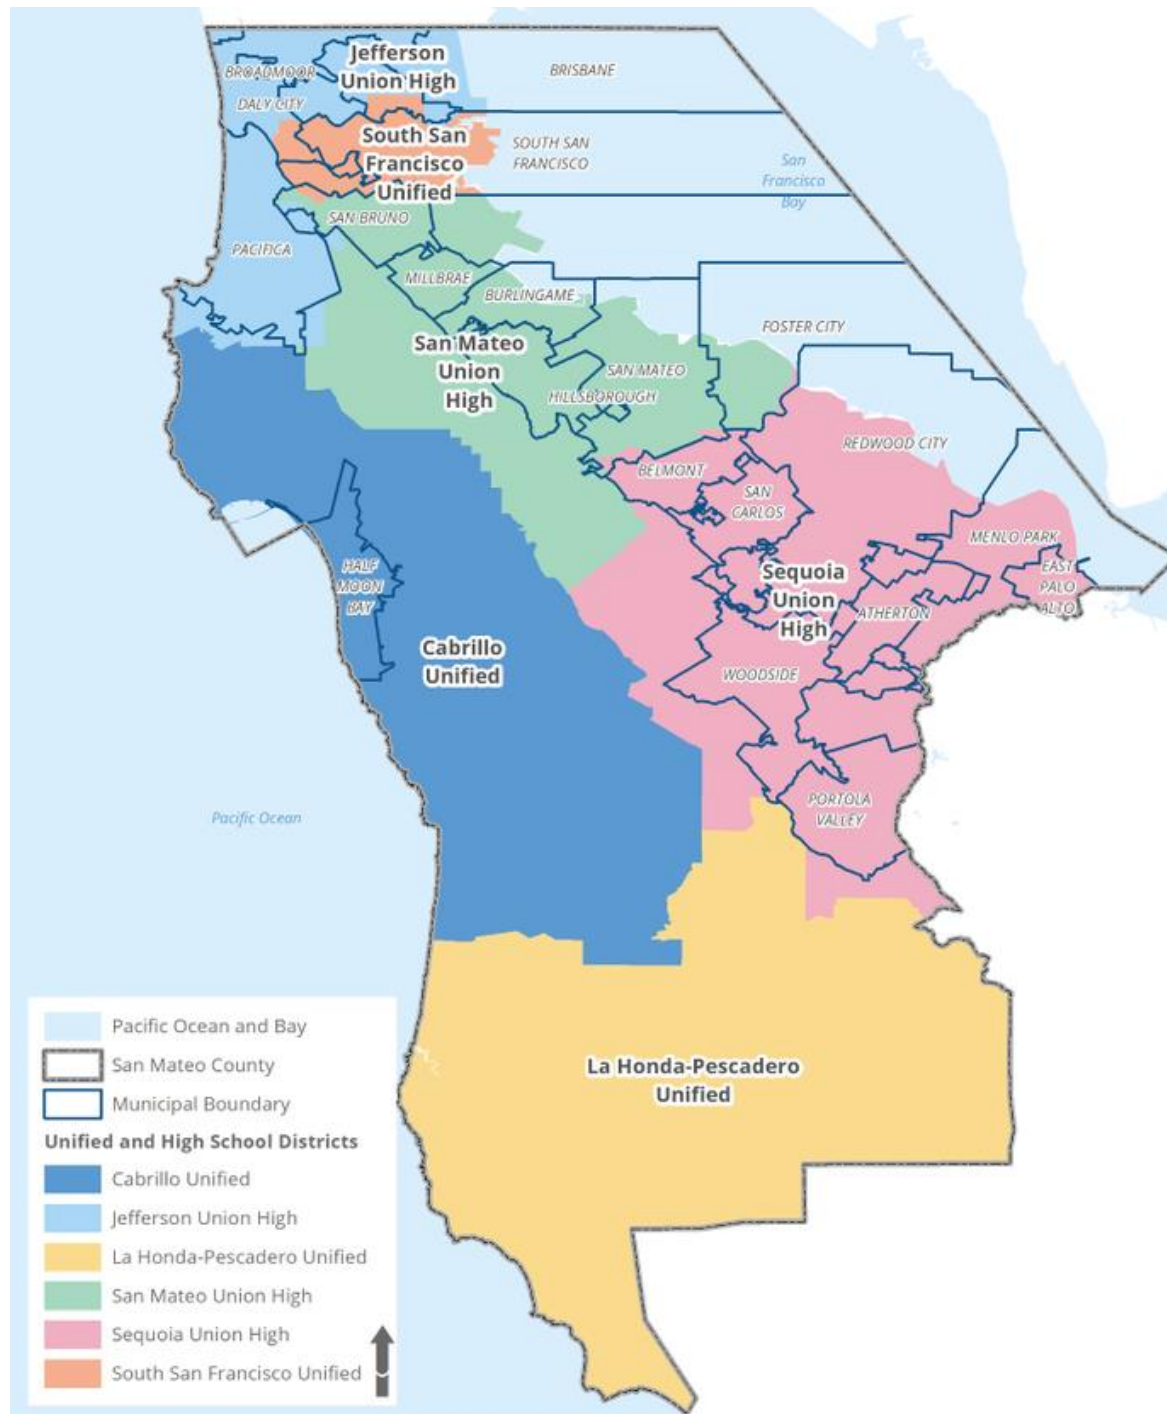 Jefferson
Union High
BROADMOOR
BRISBANE
DALY CITY
South San
Francisco
Unified
SOUTH SAN
FRANCISCO
San
Francisco
Bay
SAN BRUNO
PACIFICA
MILLBRAE
BURLINGAME
FOSTER CITY
San Mateo
Union
High
SAN MATEO
HILLSBOROUGH
REDWOOD CITY
BELMONT
SAN
CARLOS
MENLO PARK
HALF
MOON
BAY
Sequoia
Union
High
EAST
PALO
ALTO
ATHERTON
Cabrillo
Unified
WOODSIDE
PORTOLA
VALLEY
Pacific Ocean
La Honda-Pescadero
Unified
Pacific Ocean and Bay
San Mateo County
Municipal Boundary
Unified and High School Districts
Cabrillo Unified
Jefferson Union High
La Honda-Pescadero Unified
San Mateo Union High
Sequoia Union High
South San Francisco Unified